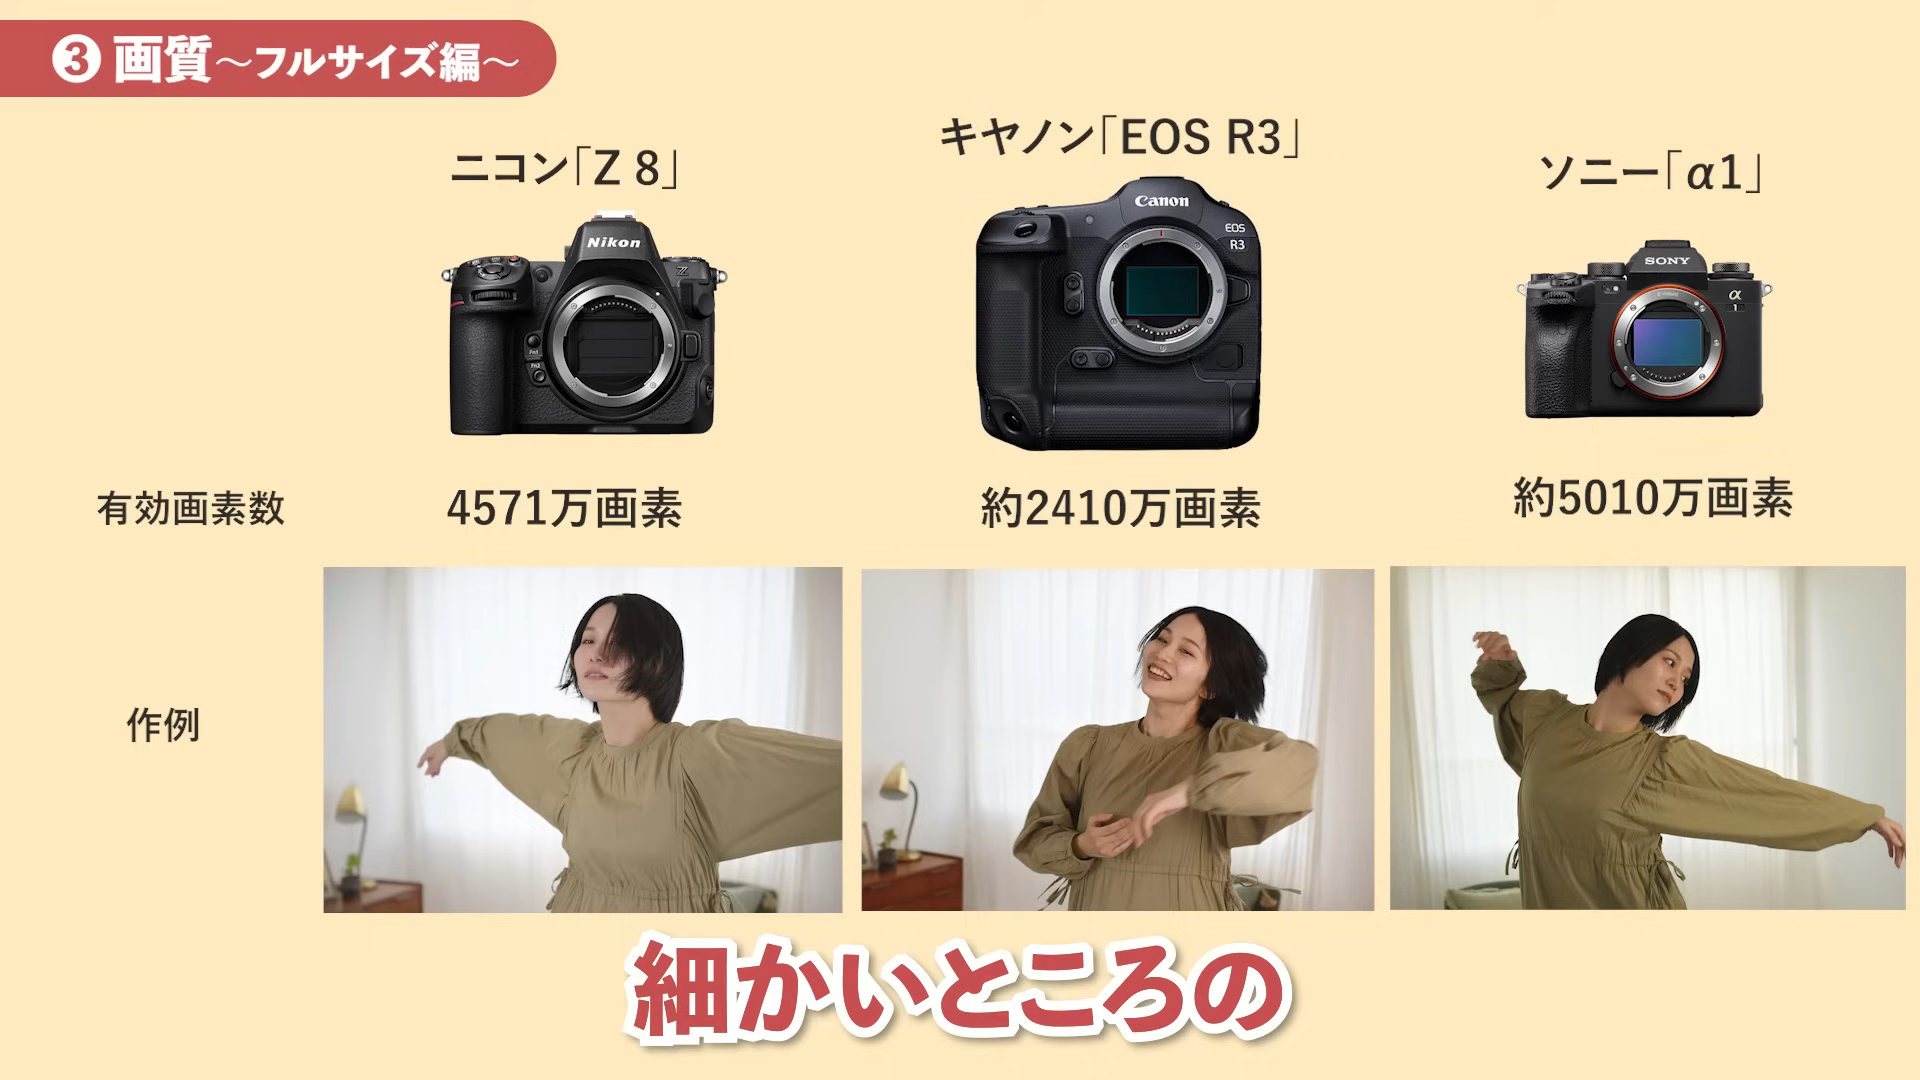 ❸ 画質～フルサイズ編～
ニコン「Z 8」
キヤノン「EOS R3」
ソニー「α1」
Nikon
Z
Fn1
Fn2
Canon
EOS
R3
SONY
α
1
有効画素数
4571万画素
約2410万画素
約5010万画素
作例
細かいところの